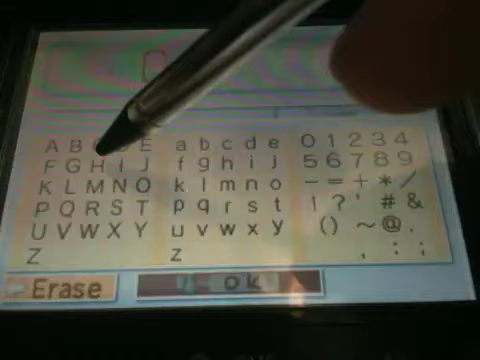 A B E a b c d e 0 1 2 3 4
F G H I J f g h i j 5 6 7 8 9
K L M N O k l m n o - = + * /
P Q R S T p q r s t ! ? ' # &
U V W X Y u v w x y ( ) ~ @ .
Z z , : ;
Erase ok